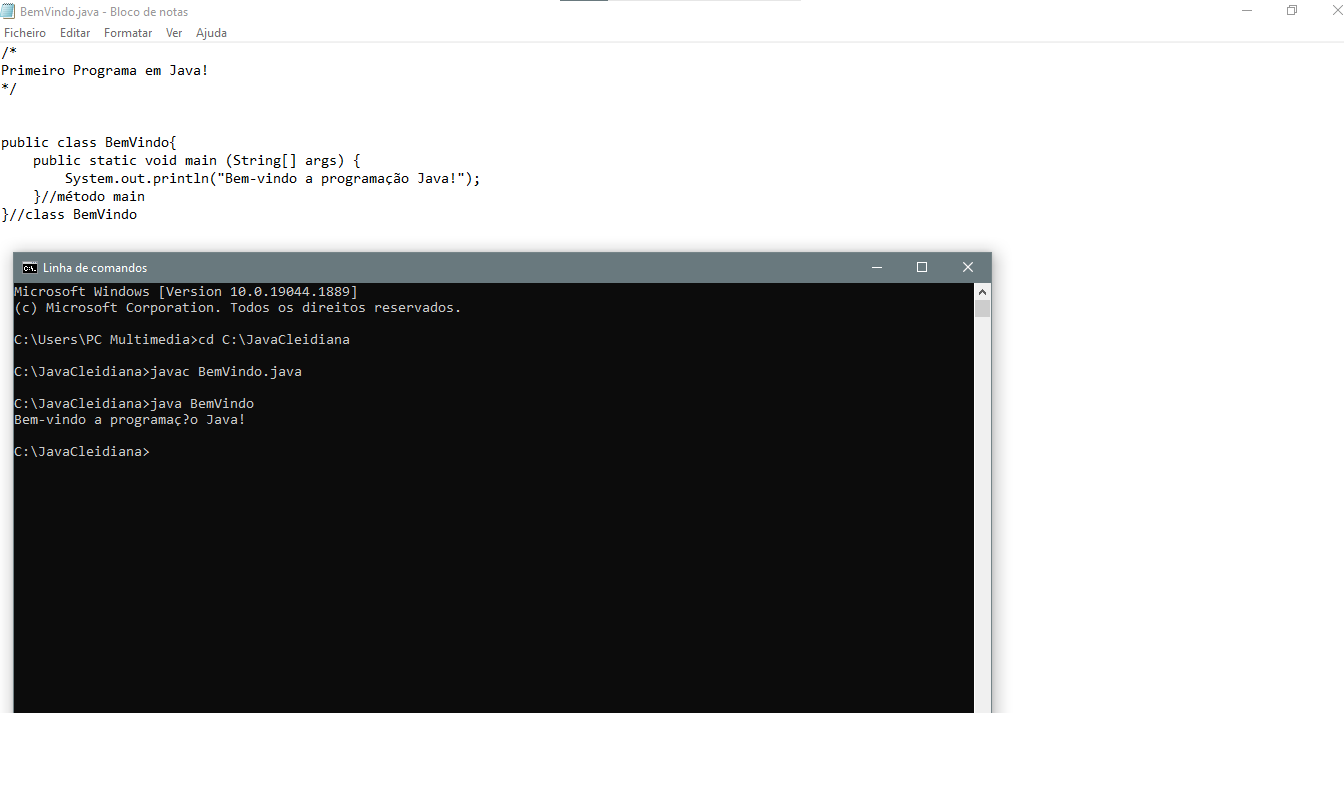 BemVindo.java - Bloco de notas
Ficheiro Editar Formatar Ver Ajuda
/*
Primeiro Programa em Java!
*/
public class BemVindo{
    public static void main (String[] args) {
        System.out.println("Bem-vindo a programação Java!");
    }//método main
}//class BemVindo
Linha de comandos
Microsoft Windows [Version 10.0.19044.1889]
(c) Microsoft Corporation. Todos os direitos reservados.
C:\Users\PC Multimedia>cd C:\JavaCleidiana
C:\JavaCleidiana>javac BemVindo.java
C:\JavaCleidiana>java BemVindo
Bem-vindo a programaç?o Java!
C:\JavaCleidiana>